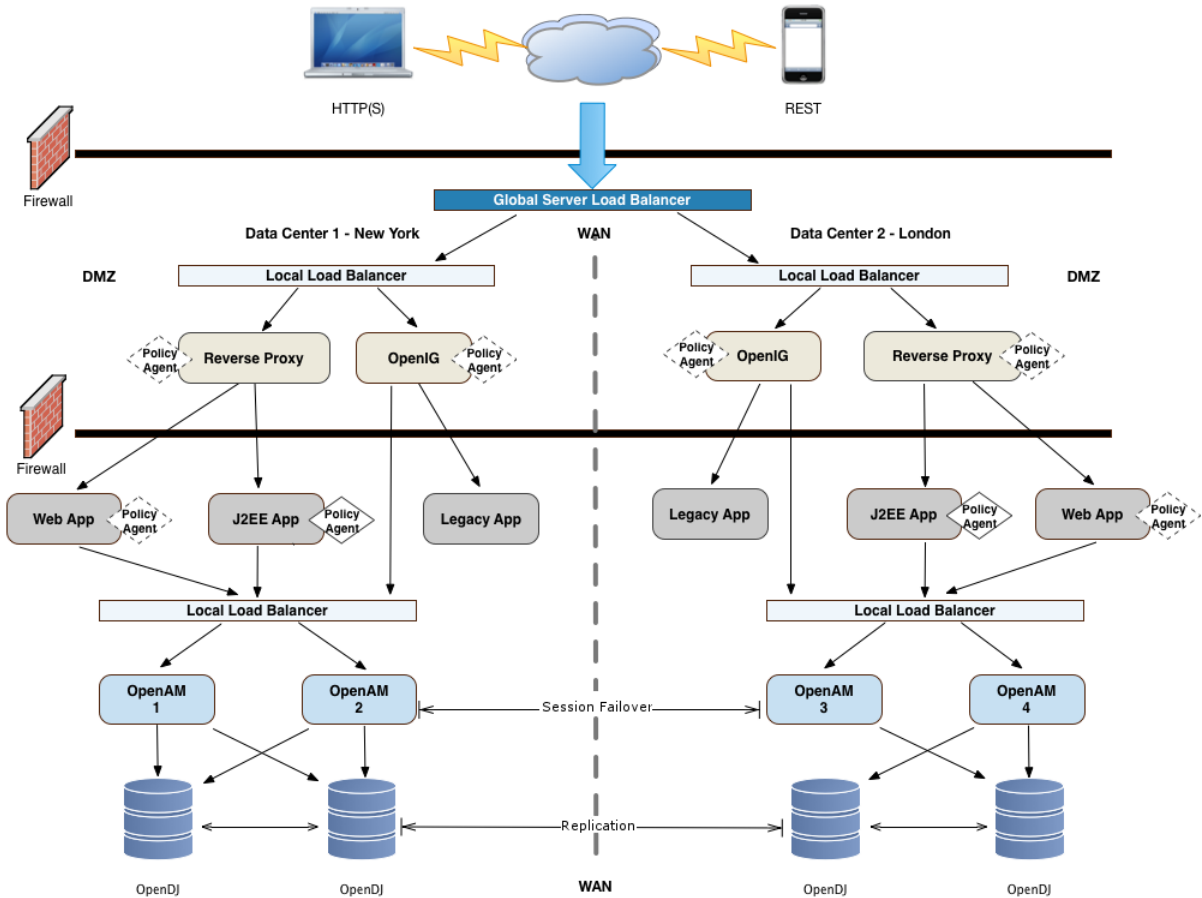 HTTP(S)
REST
Firewall
Global Server Load Balancer
Data Center 1 - New York
WAN
Data Center 2 - London
DMZ
Local Load Balancer
Local Load Balancer
DMZ
Policy Agent
Reverse Proxy
OpenIG
Policy Agent
Policy Agent
OpenIG
Reverse Proxy
Policy Agent
Firewall
Web App
Policy Agent
J2EE App
Policy Agent
Legacy App
Legacy App
J2EE App
Policy Agent
Web App
Policy Agent
Local Load Balancer
Local Load Balancer
OpenAM
1
OpenAM
2
Session Failover
OpenAM
3
OpenAM
4
Replication
OpenDJ
OpenDJ
WAN
OpenDJ
OpenDJ